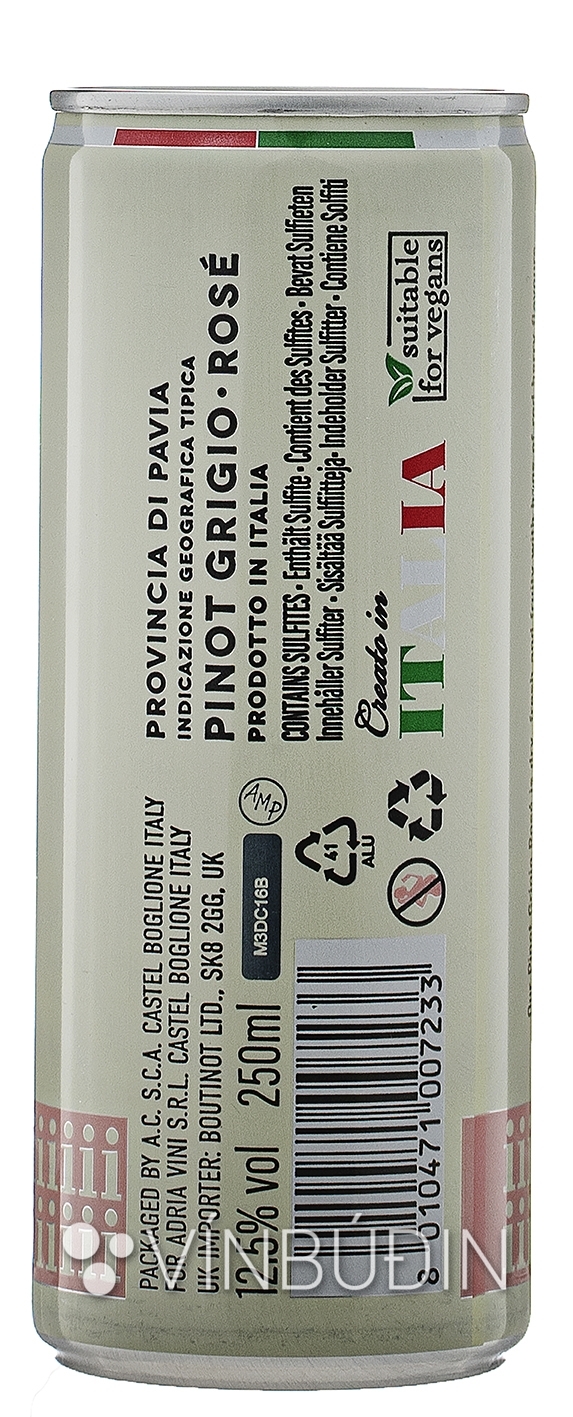 PROVINCIA DI PAVIA
INDICAZIONE GEOGRAFICA TIPICA
PINOT GRIGIO • ROSÉ
PRODOTTO IN ITALIA
CONTAINS SULFITES • Enthält Sulfite • Contient des Sulfites • Bevat Sulfieten
Innehåller Sulfiter • Sisältää Sulfiitteja • Indeholder Sulfitter • Contiene Solfiti
Creato in
ITALIA
suitable
for vegans
PACKAGED BY A.C. S.C.A. CASTEL BOGLIONE ITALY
FOR ADRIA VINI S.R.L. CASTEL BOGLIONE ITALY
UK IMPORTER: BOUTINOT LTD., SK8 2GG, UK
12.5% vol 250ml
M3DC16B
AMP
41
ALU
8 010471 007233
VÍNBÚÐIN